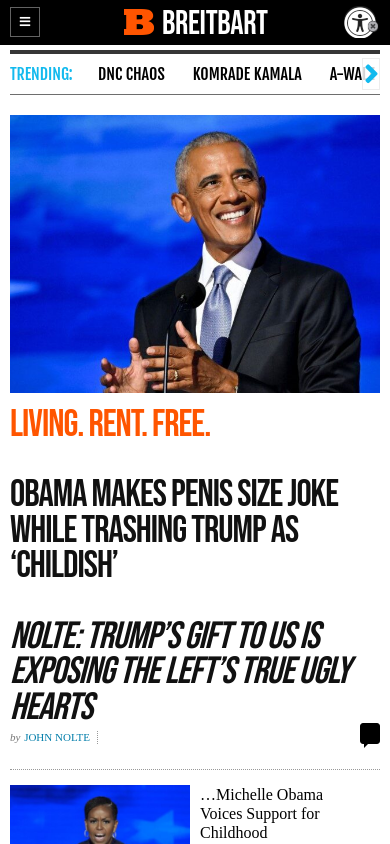 BREITBART
TRENDING:
DNC CHAOS
KOMRADE KAMALA
A-WA
LIVING. RENT. FREE.
OBAMA MAKES PENIS SIZE JOKE
WHILE TRASHING TRUMP AS
‘CHILDISH’
NOLTE: TRUMP’S GIFT TO US IS
EXPOSING THE LEFT’S TRUE UGLY
HEARTS
by JOHN NOLTE
…Michelle Obama
Voices Support for
Childhood